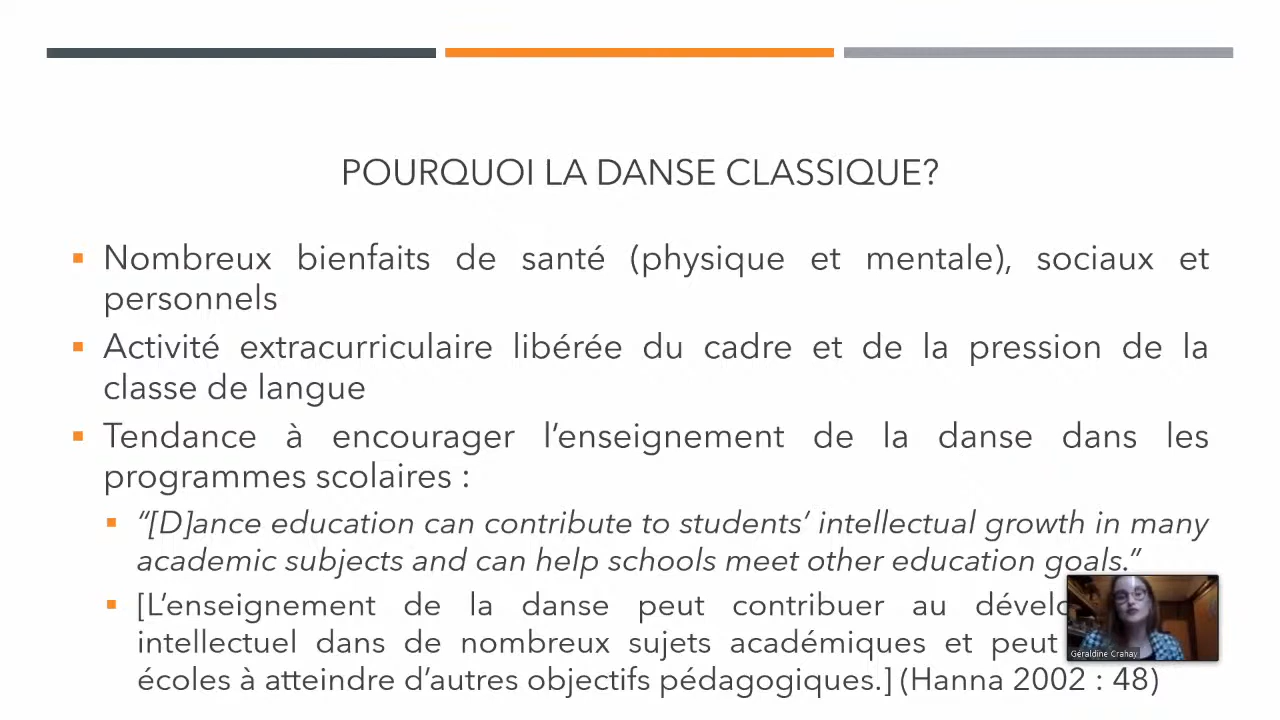 POURQUOI LA DANSE CLASSIQUE?
Nombreux bienfaits de santé (physique et mentale), sociaux et
personnels
Activité extracurriculaire libérée du cadre et de la pression de la
classe de langue
Tendance à encourager l’enseignement de la danse dans les
programmes scolaires :
“[D]ance education can contribute to students’ intellectual growth in many
academic subjects and can help schools meet other education goals.”
[L’enseignement de la danse peut contribuer au
intellectuel dans de nombreux sujets académiques et peut
écoles à atteindre d’autres objectifs pédagogiques.] (Hanna 2002 : 48)
Géraldine Crahay